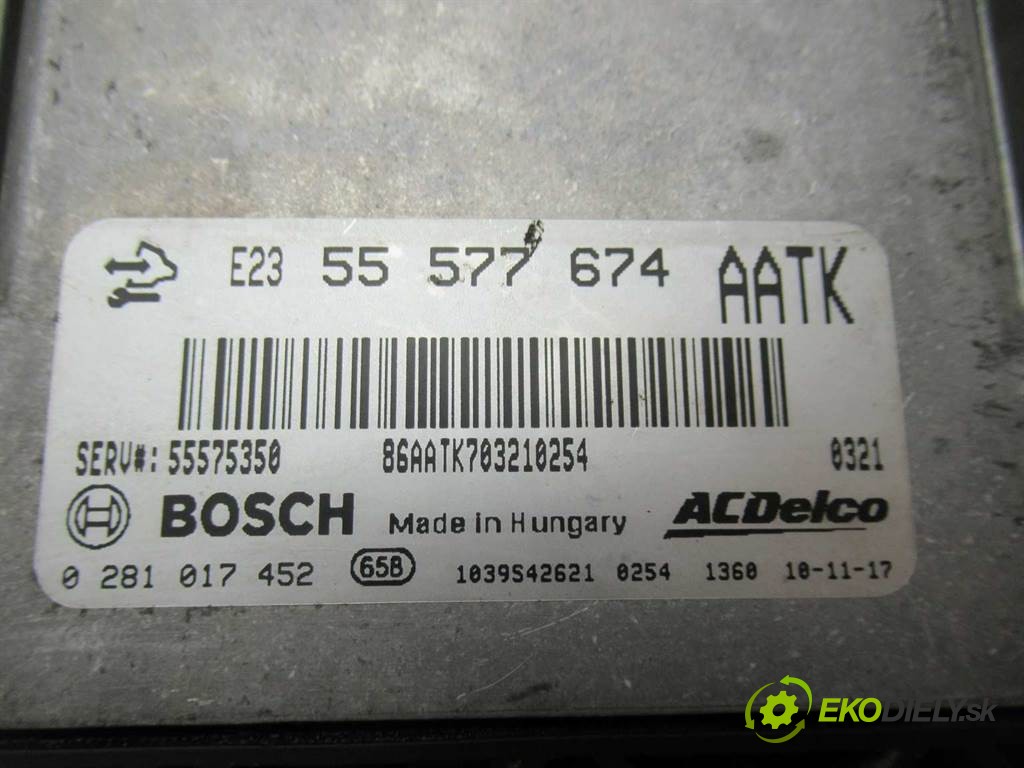 E23 55 577 674 AATK
SERV#: 55575350 86AATK703210254 0321
BOSCH Made in Hungary ACDelco
0 281 017 452 65B 1039S42621 0254 1360 10-11-17
EKODIELY.sk